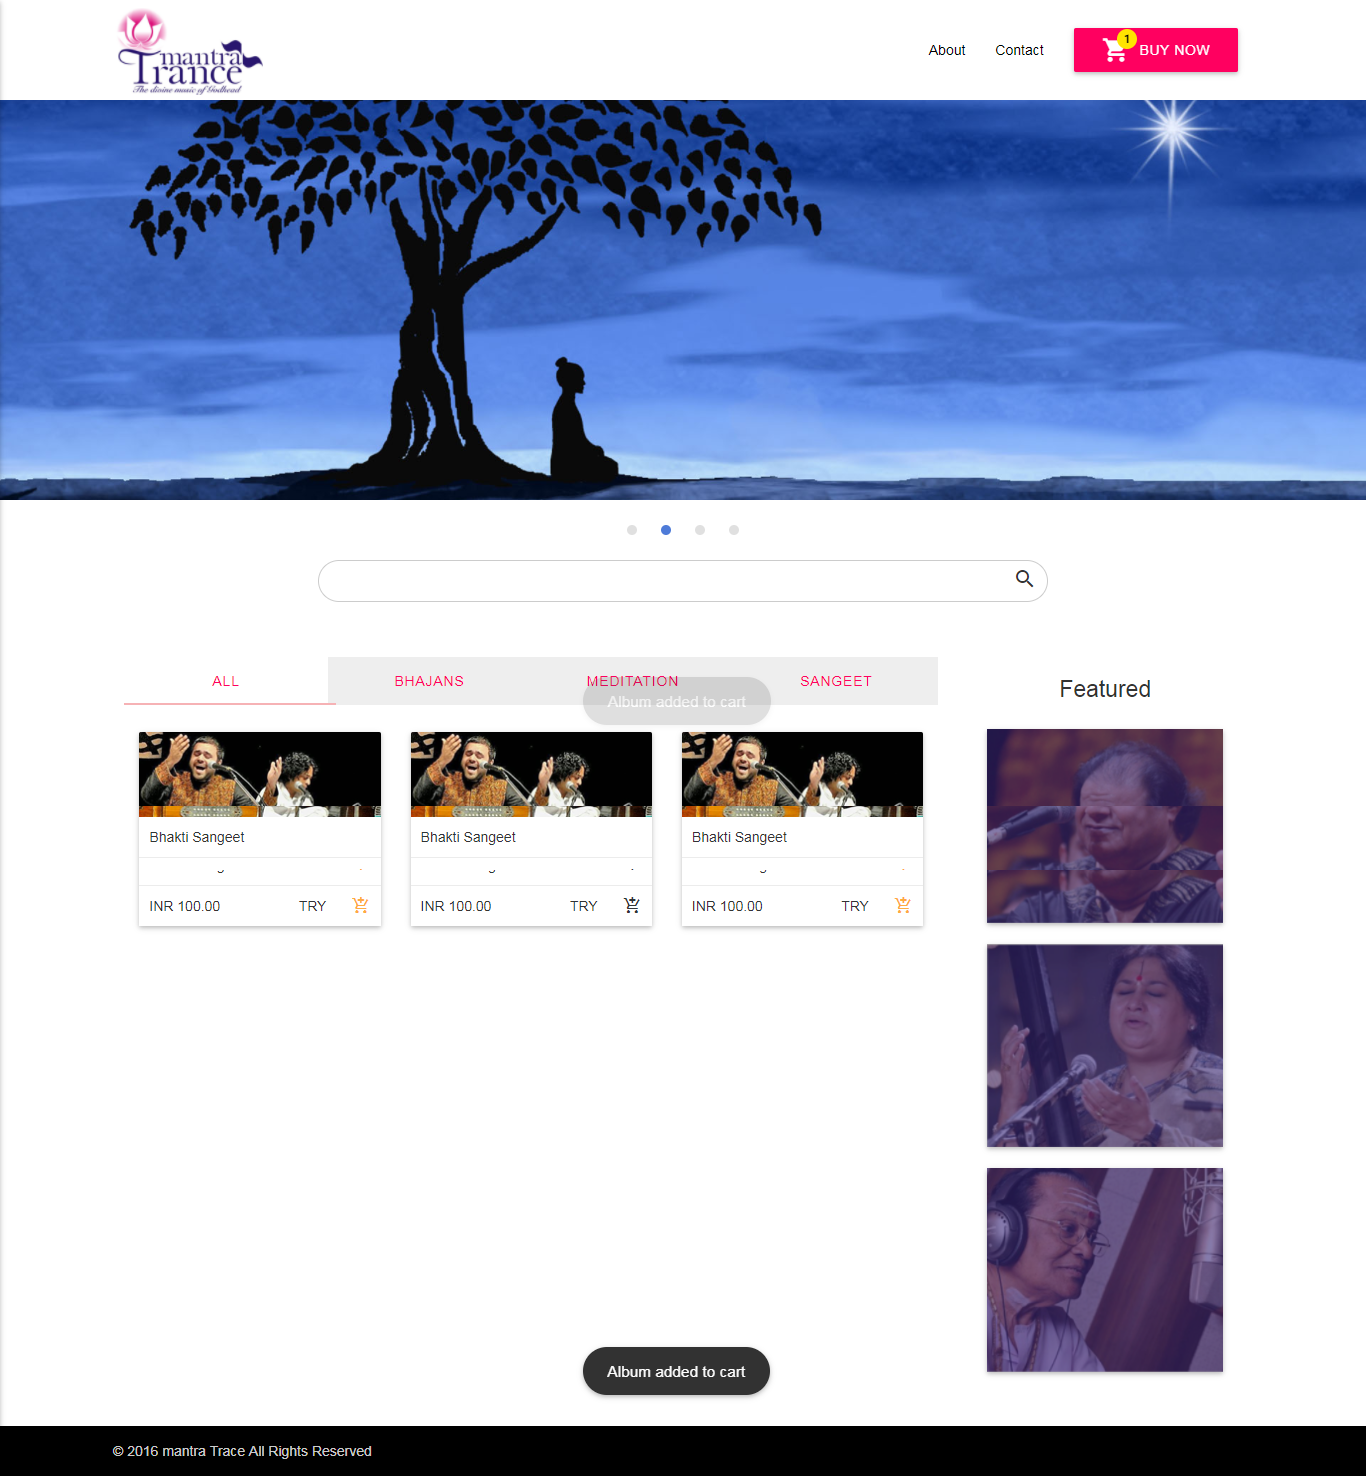 mantra
Trance
The divine music of Godhead
About
Contact
1
BUY NOW
ALL
BHAJANS
MEDITATION
SANGEET
Album added to cart
Featured
Bhakti Sangeet
INR 100.00
TRY
Bhakti Sangeet
INR 100.00
TRY
Bhakti Sangeet
INR 100.00
TRY
Album added to cart
© 2016 mantra Trace All Rights Reserved